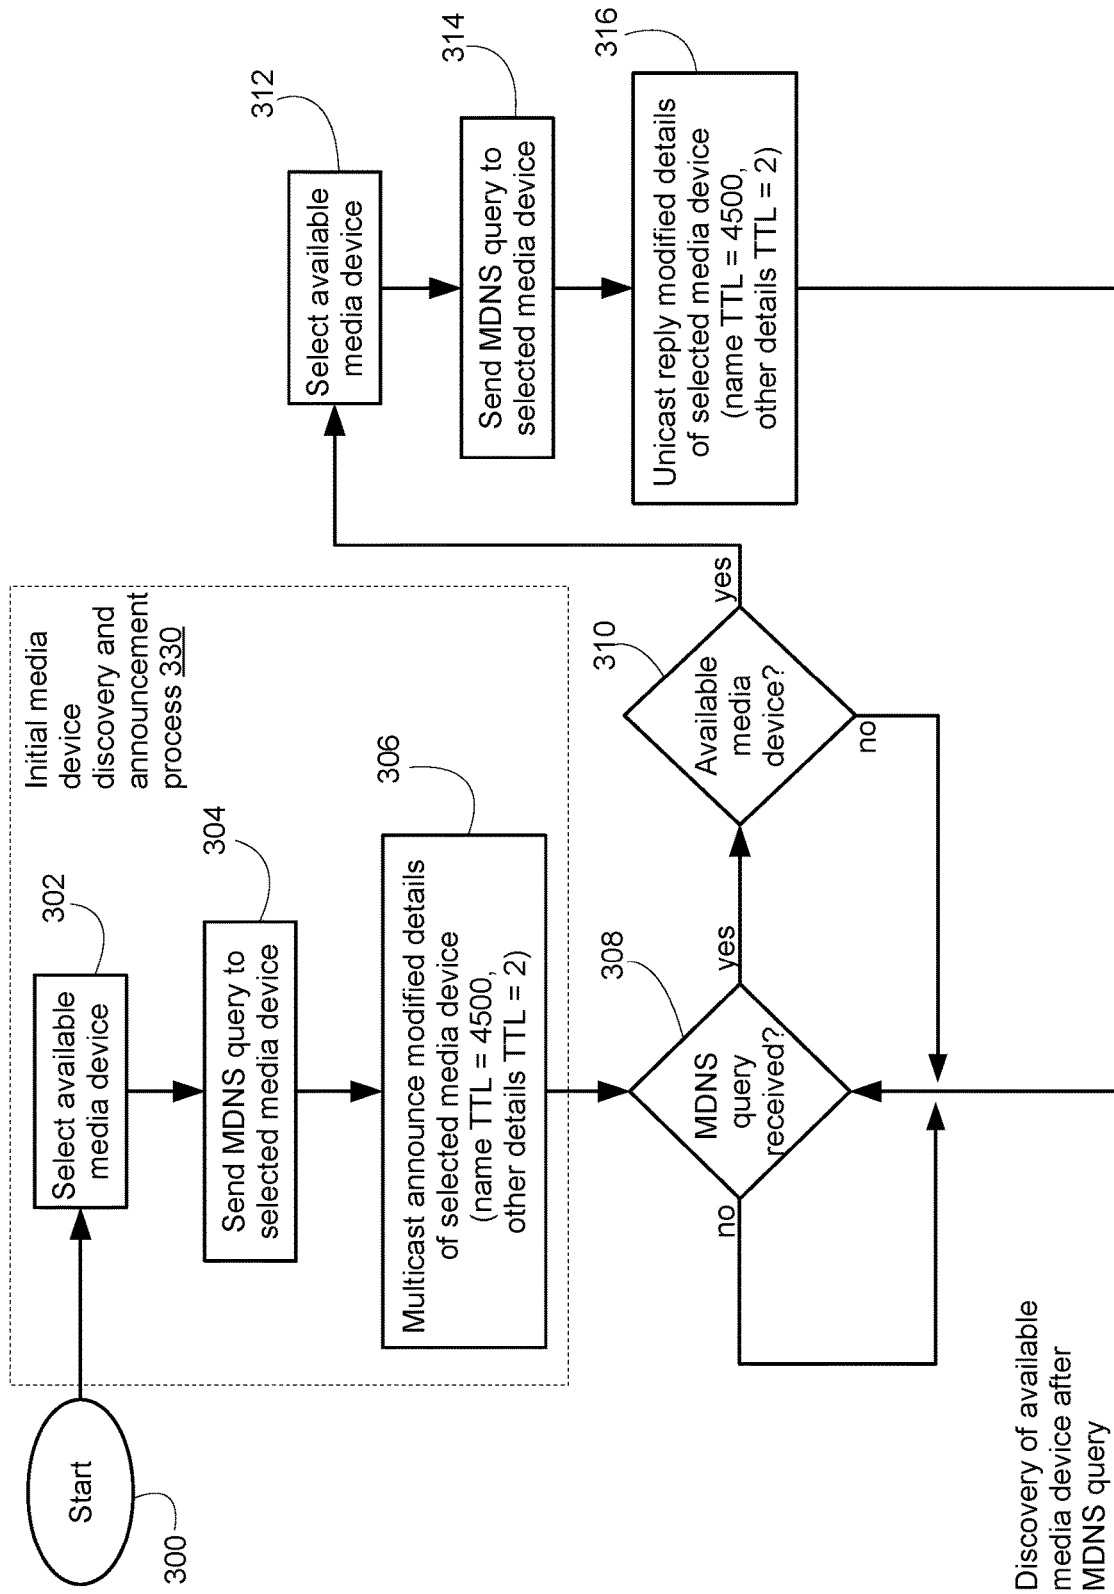 Start
300
Initial media
device
discovery and
announcement
process 330
Select available
media device
302
Send MDNS query to
selected media device
304
Multicast announce modified details
of selected media device
(name TTL = 4500,
other details TTL = 2)
306
MDNS
query
received?
308
no
yes
Available
media
device?
310
no
yes
Select available
media device
312
Send MDNS query to
selected media device
314
Unicast reply modified details
of selected media device
(name TTL = 4500,
other details TTL = 2)
316
Discovery of available
media device after
MDNS query